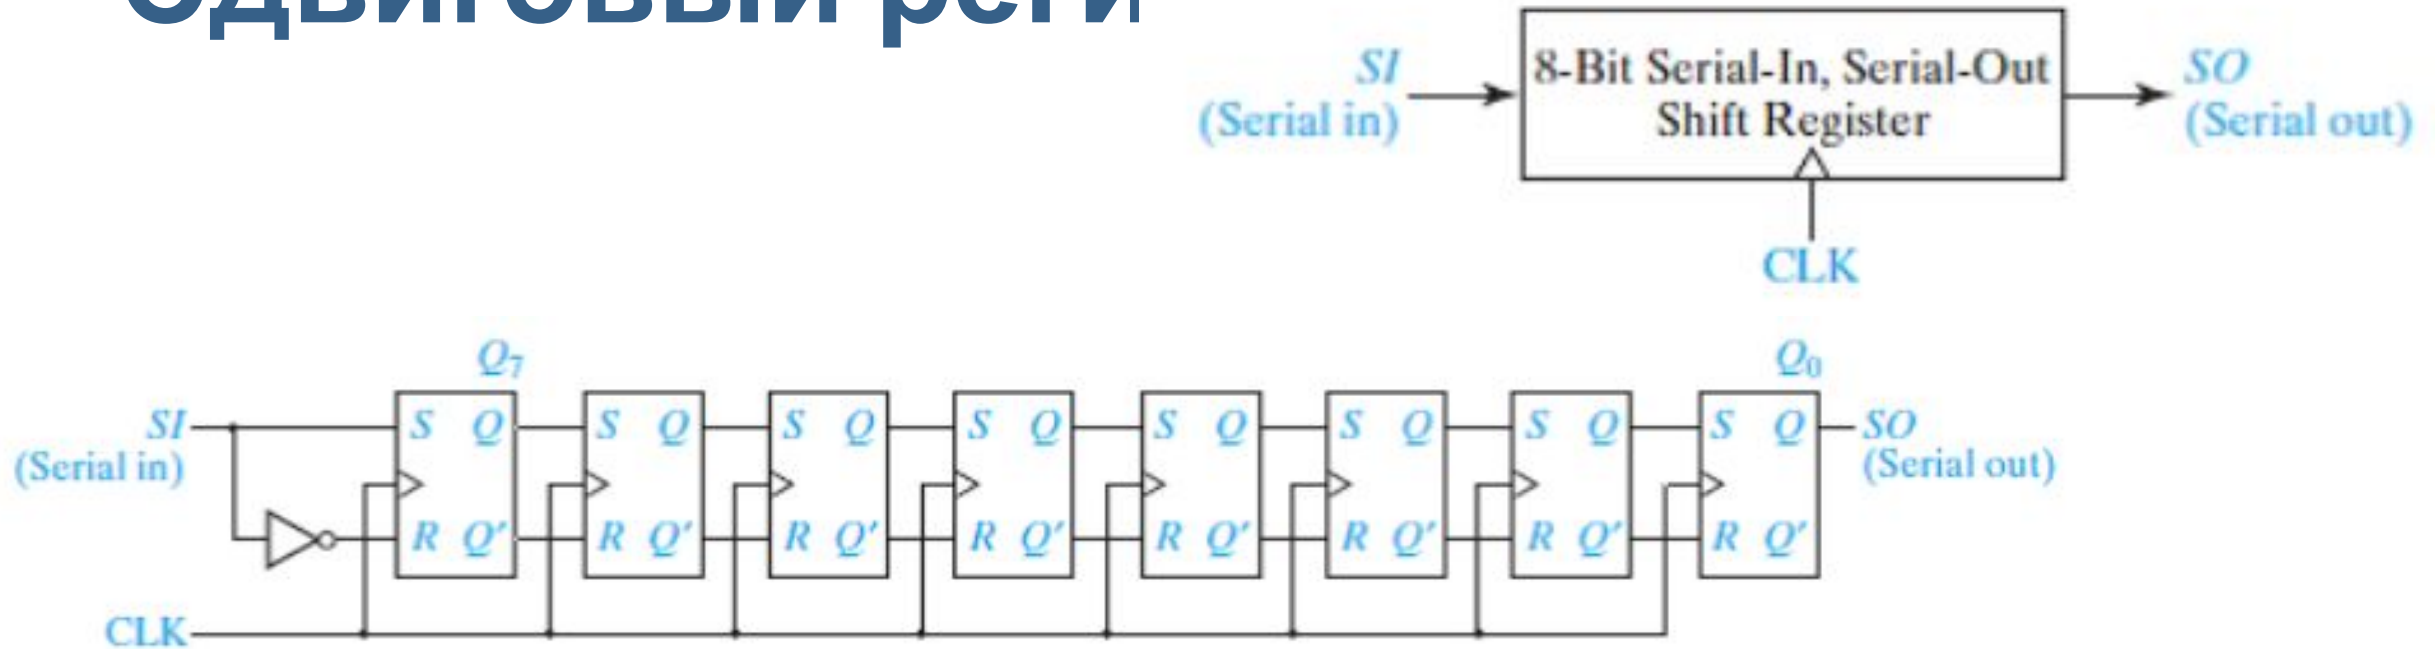 SI
(Serial in)
8-Bit Serial-In, Serial-Out
Shift Register
SO
(Serial out)
CLK
Q7
Q0
SI
(Serial in)
S Q S Q S Q S Q S Q S Q S Q S Q
SO
(Serial out)
R Q' R Q' R Q' R Q' R Q' R Q' R Q' R Q'
CLK